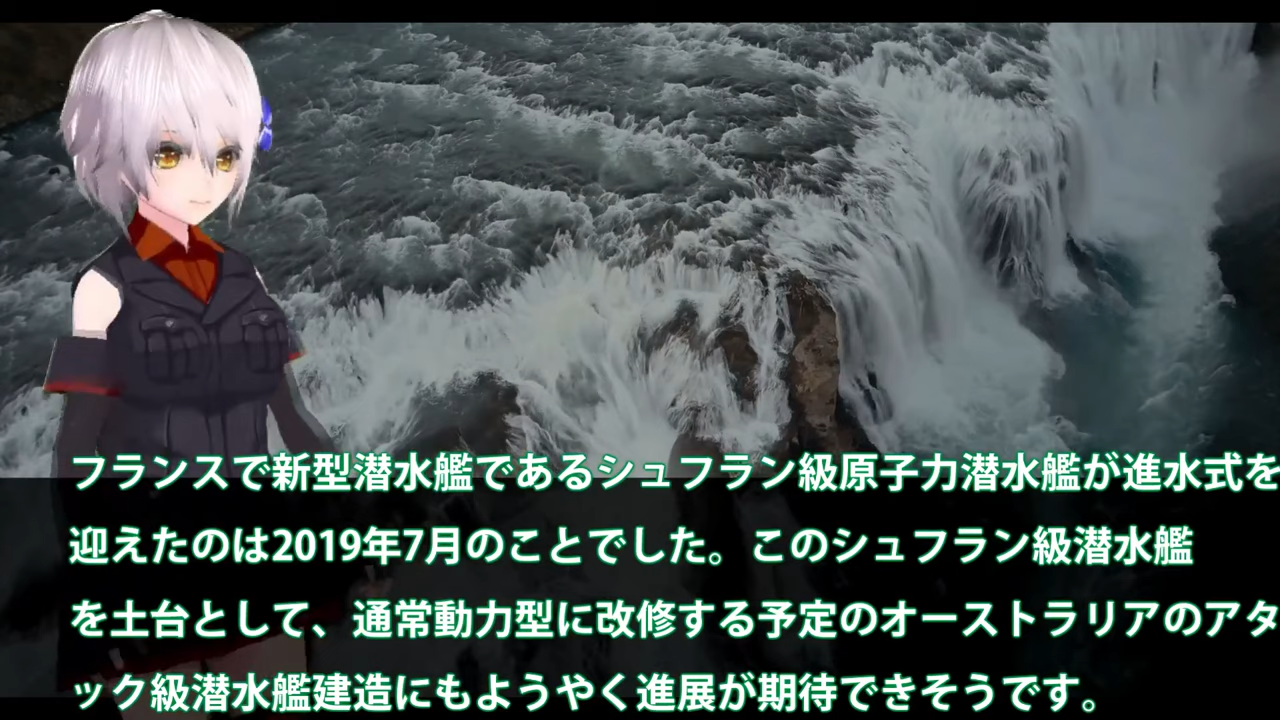 フランスで新型潜水艦であるシュフラン級原子力潜水艦が進水式を
迎えたのは2019年7月のことでした。このシュフラン級潜水艦
を土台として、通常動力型に改修する予定のオーストラリアのアタ
ック級潜水艦建造にもようやく進展が期待できそうです。